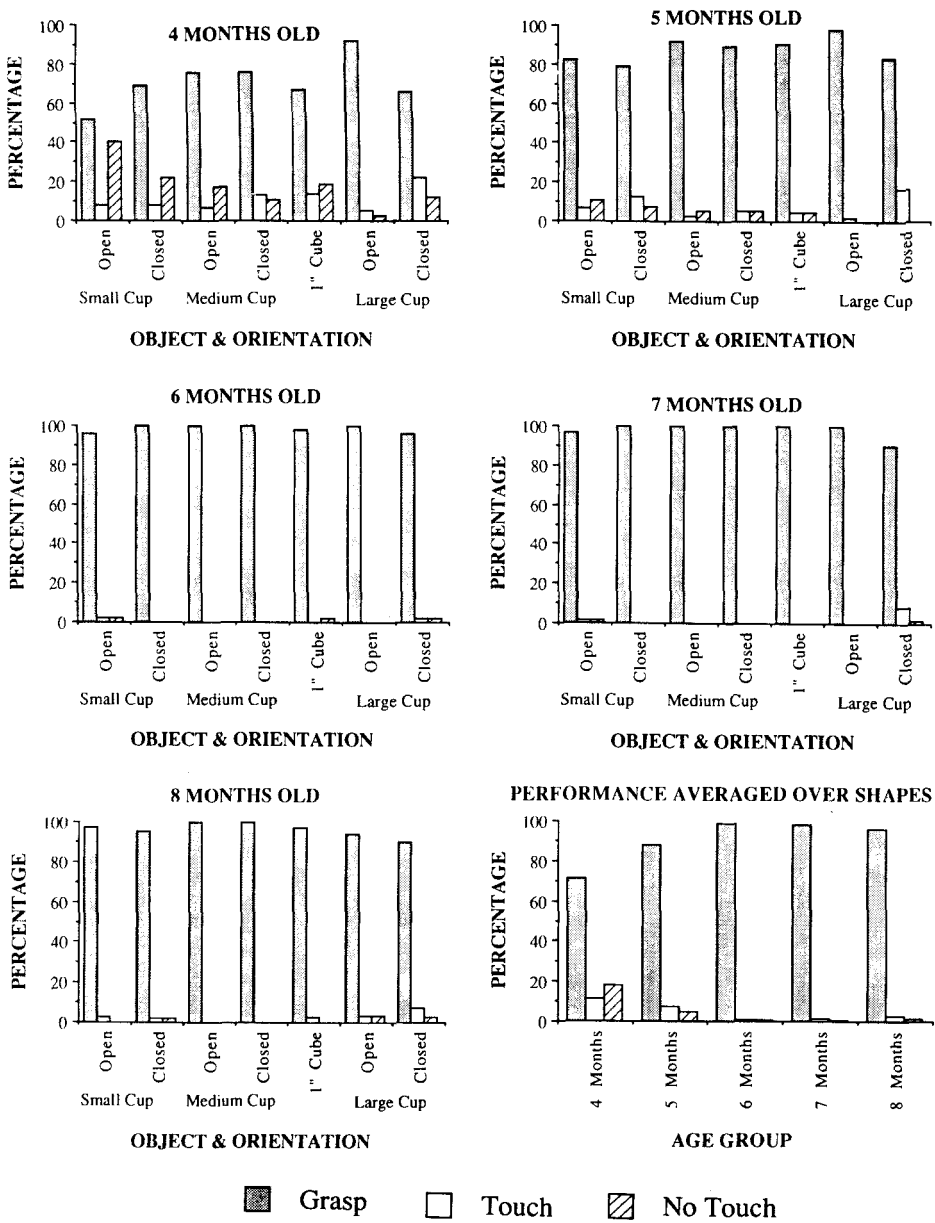 4 MONTHS OLD
PERCENTAGE
100
80
60
40
20
0
Open
Closed
Open
Closed
1" Cube
Open
Closed
Small Cup
Medium Cup
Large Cup
OBJECT & ORIENTATION
5 MONTHS OLD
PERCENTAGE
100
80
60
40
20
0
Open
Closed
Open
Closed
1" Cube
Open
Closed
Small Cup
Medium Cup
Large Cup
OBJECT & ORIENTATION
6 MONTHS OLD
PERCENTAGE
100
80
60
40
20
0
Open
Closed
Open
Closed
1" Cube
Open
Closed
Small Cup
Medium Cup
Large Cup
OBJECT & ORIENTATION
7 MONTHS OLD
PERCENTAGE
100
80
60
40
20
0
Open
Closed
Open
Closed
1" Cube
Open
Closed
Small Cup
Medium Cup
Large Cup
OBJECT & ORIENTATION
8 MONTHS OLD
PERCENTAGE
100
80
60
40
20
0
Open
Closed
Open
Closed
1" Cube
Open
Closed
Small Cup
Medium Cup
Large Cup
OBJECT & ORIENTATION
PERFORMANCE AVERAGED OVER SHAPES
PERCENTAGE
100
80
60
40
20
0
4 Months
5 Months
6 Months
7 Months
8 Months
AGE GROUP
Grasp Touch No Touch